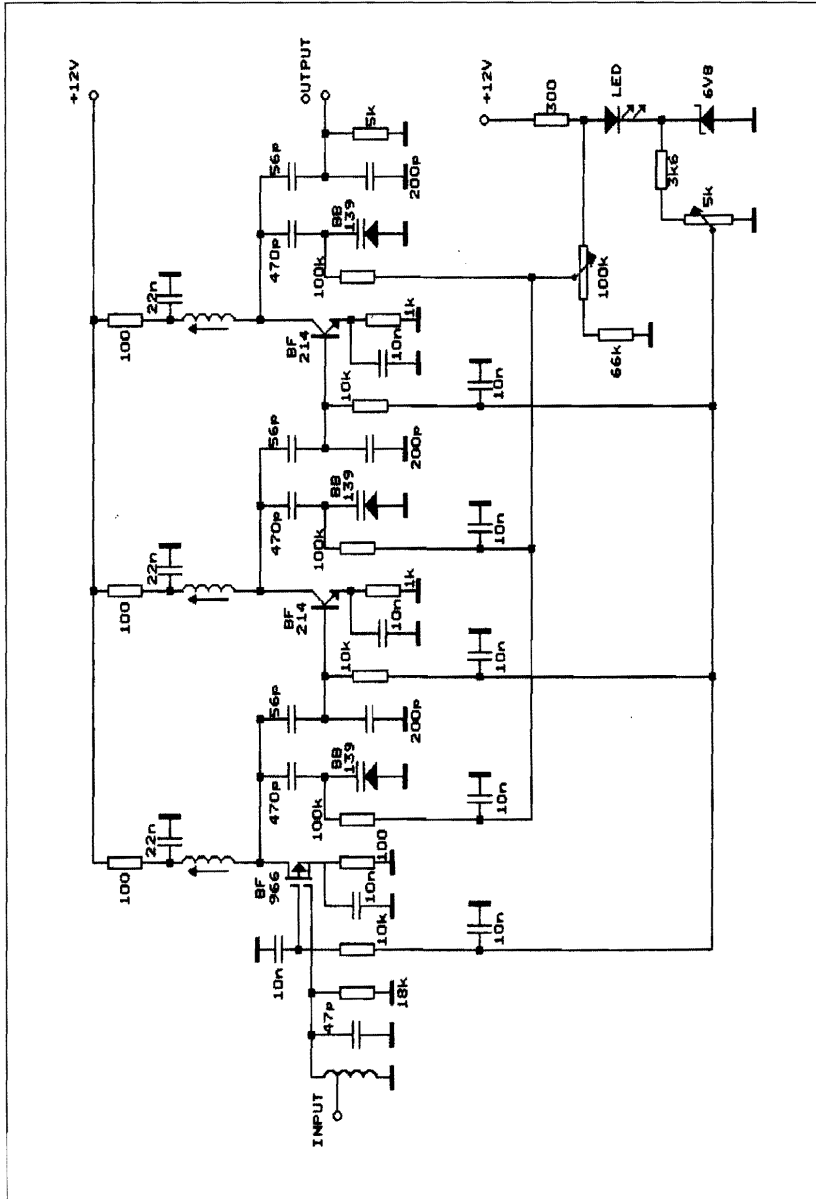 +12V
100
100
100
22n
22n
22n
BF
966
BF
214
BF
214
10n
470p
56p
470p
56p
470p
56p
OUTPUT
INPUT
100k
BB
139
100k
BB
139
100k
BB
139
47p
10k
10k
10n
10k
100
5k
18k
10n
1k
10n
1k
200p
200p
200p
10n
10n
10n
10n
10n
+12V
300
100k
66k
LED
3k6
5k
6V8